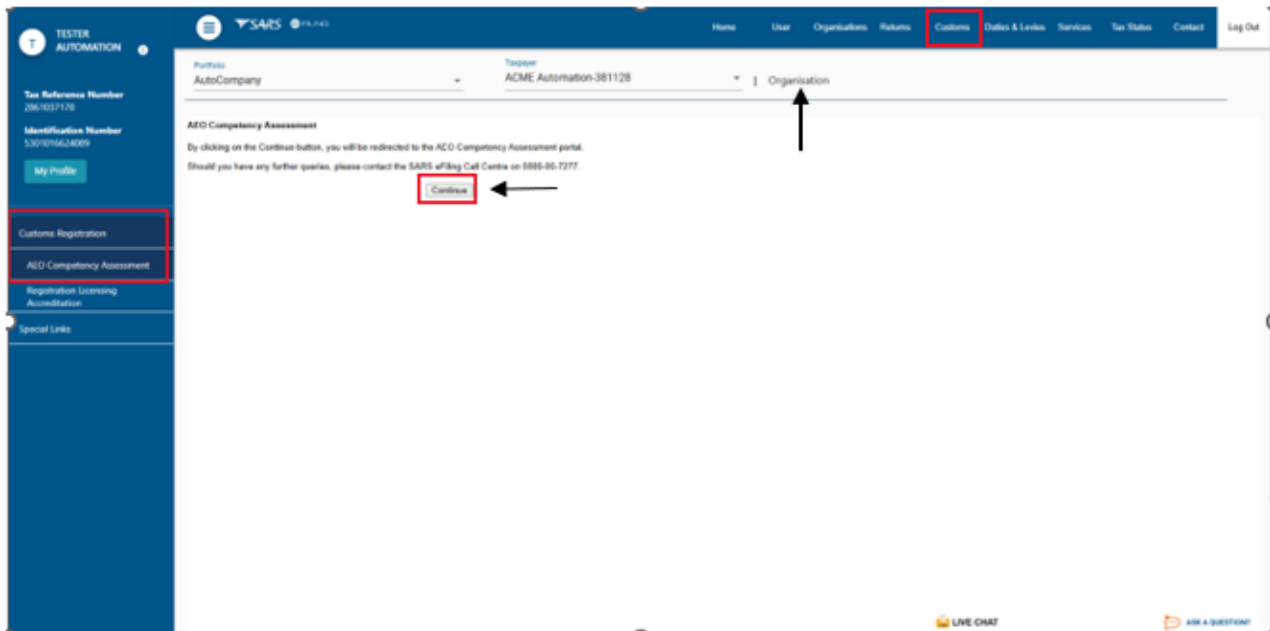 T
TESTER
AUTOMATION
Tax Reference Number
2861037170
Identification Number
5301016624089
My Profile
Customs Registration
AEO Competency Assessment
Registration Licensing
Accreditation
Special Links
SARS eFILING
Home User Organisations Returns Customs Duties & Levies Services Tax Status Contact Log Out
Portfolio
AutoCompany
Taxpayer
ACME Automation-381128
| Organisation
AEO Competency Assessment
By clicking on the Continue button, you will be redirected to the AEO Competency Assessment portal.
Should you have any further queries, please contact the SARS eFiling Call Centre on 0800-00-7277
Continue
LIVE CHAT
ASK A QUESTION?